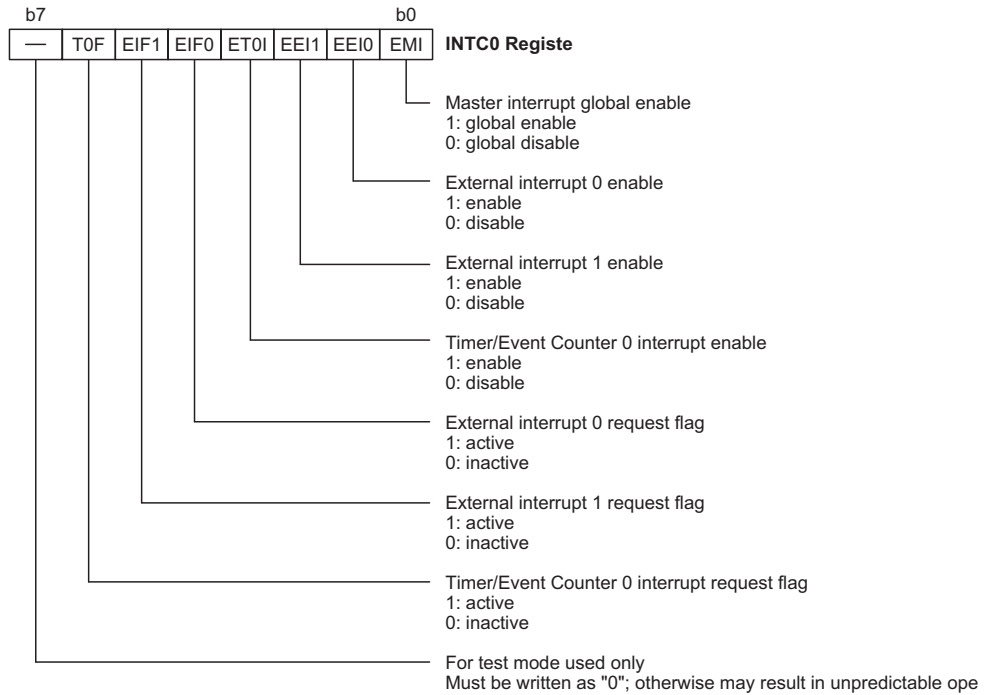 b7 b0
— T0F EIF1 EIF0 ET0I EEI1 EEI0 EMI INTC0 Registe
Master interrupt global enable
1: global enable
0: global disable
External interrupt 0 enable
1: enable
0: disable
External interrupt 1 enable
1: enable
0: disable
Timer/Event Counter 0 interrupt enable
1: enable
0: disable
External interrupt 0 request flag
1: active
0: inactive
External interrupt 1 request flag
1: active
0: inactive
Timer/Event Counter 0 interrupt request flag
1: active
0: inactive
For test mode used only
Must be written as "0"; otherwise may result in unpredictable ope